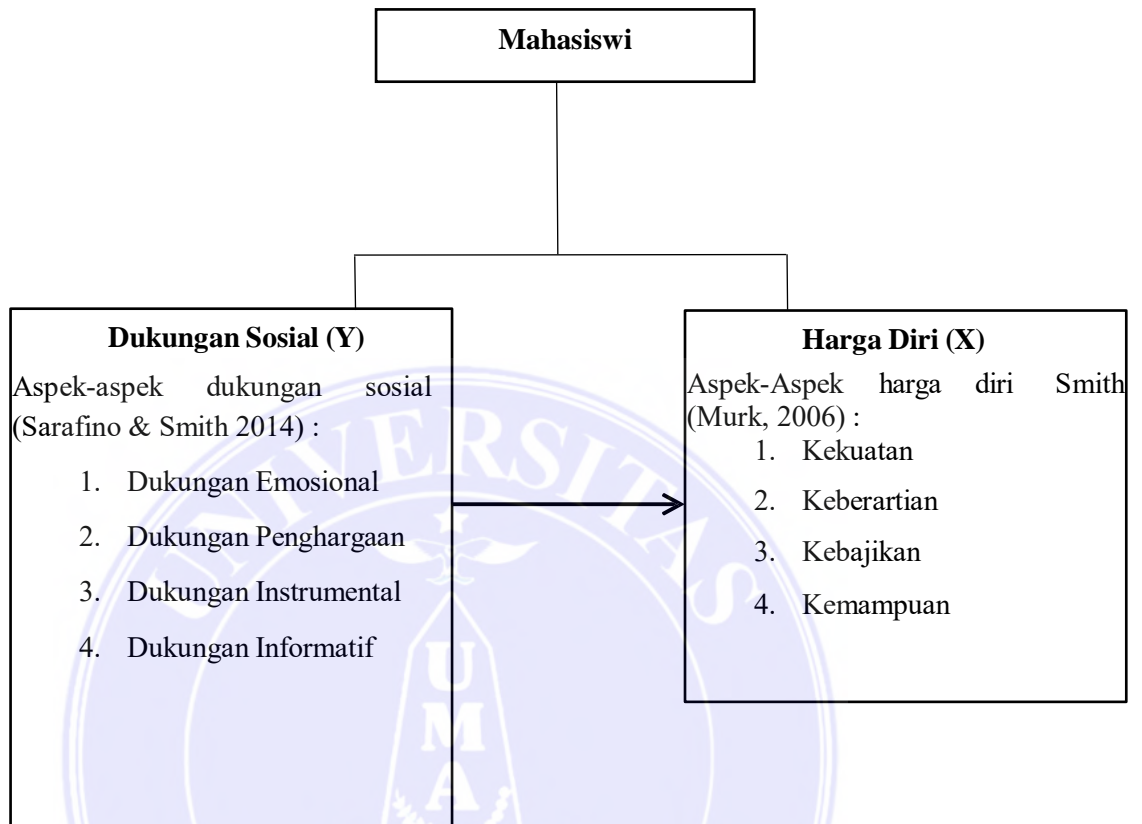 Mahasiswi
Dukungan Sosial (Y)
Aspek-aspek dukungan sosial
(Sarafino & Smith 2014) :
1. Dukungan Emosional
2. Dukungan Penghargaan
3. Dukungan Instrumental
4. Dukungan Informatif
Harga Diri (X)
Aspek-Aspek harga diri Smith
(Murk, 2006) :
1. Kekuatan
2. Keberartian
3. Kebajikan
4. Kemampuan
UNIVERSITAS
UMA